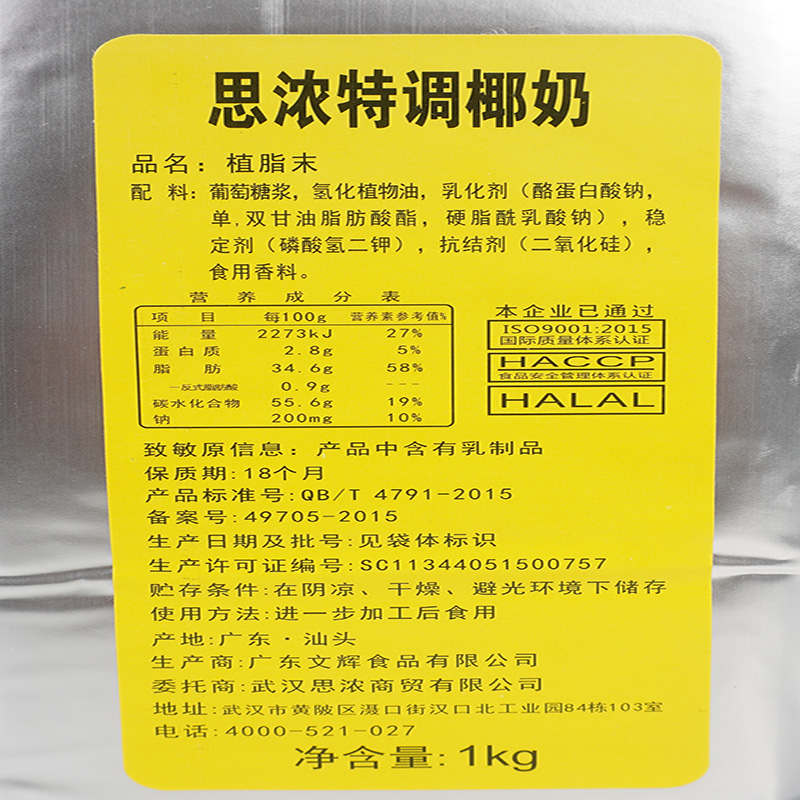 思浓特调椰奶
品名：植脂末
配 料：葡萄糖浆，氢化植物油，乳化剂（酪蛋白酸钠，
单,双甘油脂肪酸酯，硬脂酰乳酸钠），稳
定剂（磷酸氢二钾），抗结剂（二氧化硅），
食用香料。
营 养 成 分 表
项 目 每100g 营养素参考值%
能 量 2273kJ 27%
蛋白质 2.8g 5%
脂 肪 34.6g 58%
—反式脂肪酸 0.9g ---
碳水化合物 55.6g 19%
钠 200mg 10%
本企业已通过
ISO9001:2015
国际质量体系认证
HACCP
食品安全管理体系认证
HALAL
致敏原信息：产品中含有乳制品
保质期:18个月
产品标准号:QB/T 4791-2015
备案号:49705-2015
生产日期及批号:见袋体标识
生产许可证编号:SC11344051500757
贮存条件:在阴凉、干燥、避光环境下储存
使用方法:进一步加工后食用
产地:广东·汕头
生产商:广东文辉食品有限公司
委托商:武汉思浓商贸有限公司
地址:武汉市黄陂区滠口街汉口北工业园84栋103室
电话:4000-521-027
净含量:1kg